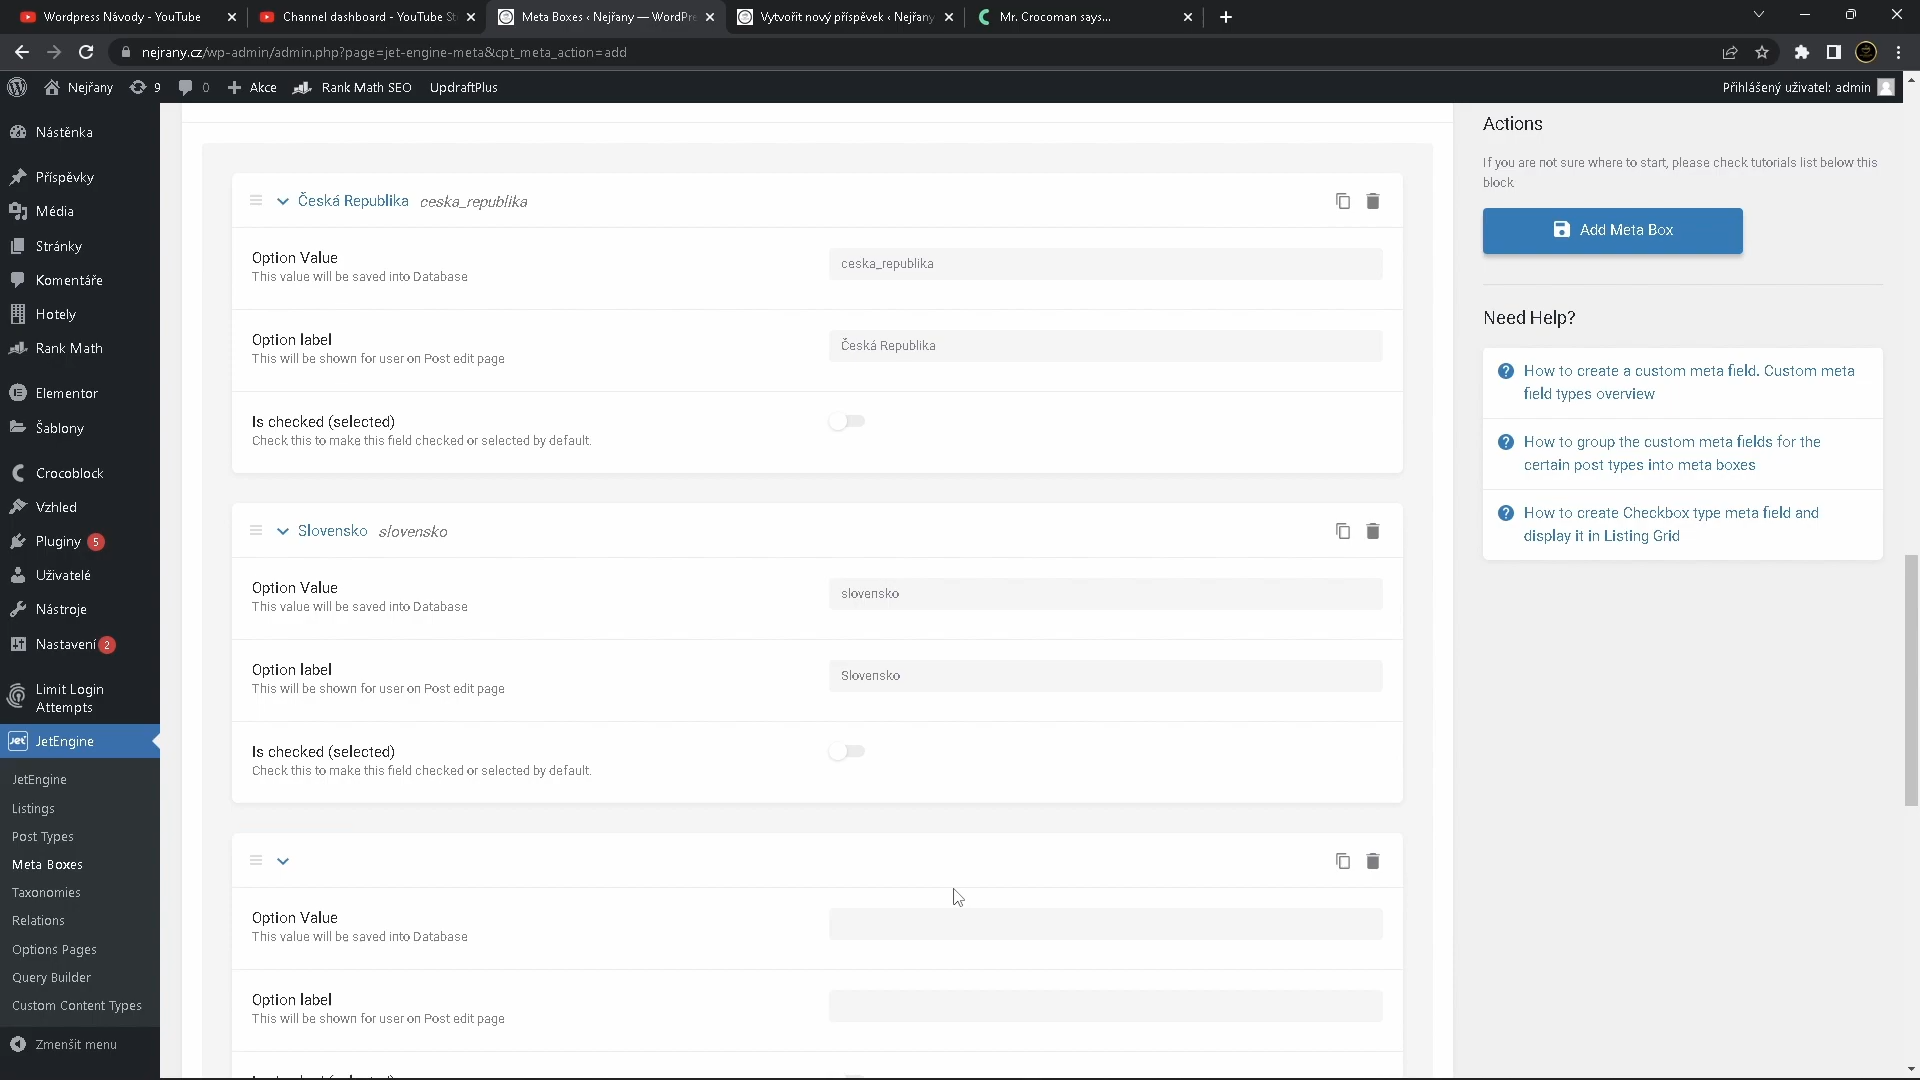 Wordpress Návody - YouTube
Channel dashboard - YouTube St
Meta Boxes ‹ Nejřany — WordPre
Vytvořit nový příspěvek ‹ Nejřany
Mr. Crocoman says...
nejrany.cz/wp-admin/admin.php?page=jet-engine-meta&cpt_meta_action=add
Nejřany
9
0
Akce
Rank Math SEO
UpdraftPlus
Přihlášený uživatel: admin
Nástěnka
Příspěvky
Média
Stránky
Komentáře
Hotely
Rank Math
Elementor
Šablony
Crocoblock
Vzhled
Pluginy 5
Uživatelé
Nástroje
Nastavení 2
Limit Login
Attempts
JetEngine
JetEngine
Listings
Post Types
Meta Boxes
Taxonomies
Relations
Options Pages
Query Builder
Custom Content Types
Zmenšit menu
Česká Republika ceska_republika
Option Value
This value will be saved into Database
ceska_republika
Option label
This will be shown for user on Post edit page
Česká Republika
Is checked (selected)
Check this to make this field checked or selected by default.
Slovensko slovensko
Option Value
This value will be saved into Database
slovensko
Option label
This will be shown for user on Post edit page
Slovensko
Is checked (selected)
Check this to make this field checked or selected by default.
Option Value
This value will be saved into Database
Option label
This will be shown for user on Post edit page
Actions
If you are not sure where to start, please check tutorials list below this
block
Add Meta Box
Need Help?
How to create a custom meta field. Custom meta
field types overview
How to group the custom meta fields for the
certain post types into meta boxes
How to create Checkbox type meta field and
display it in Listing Grid